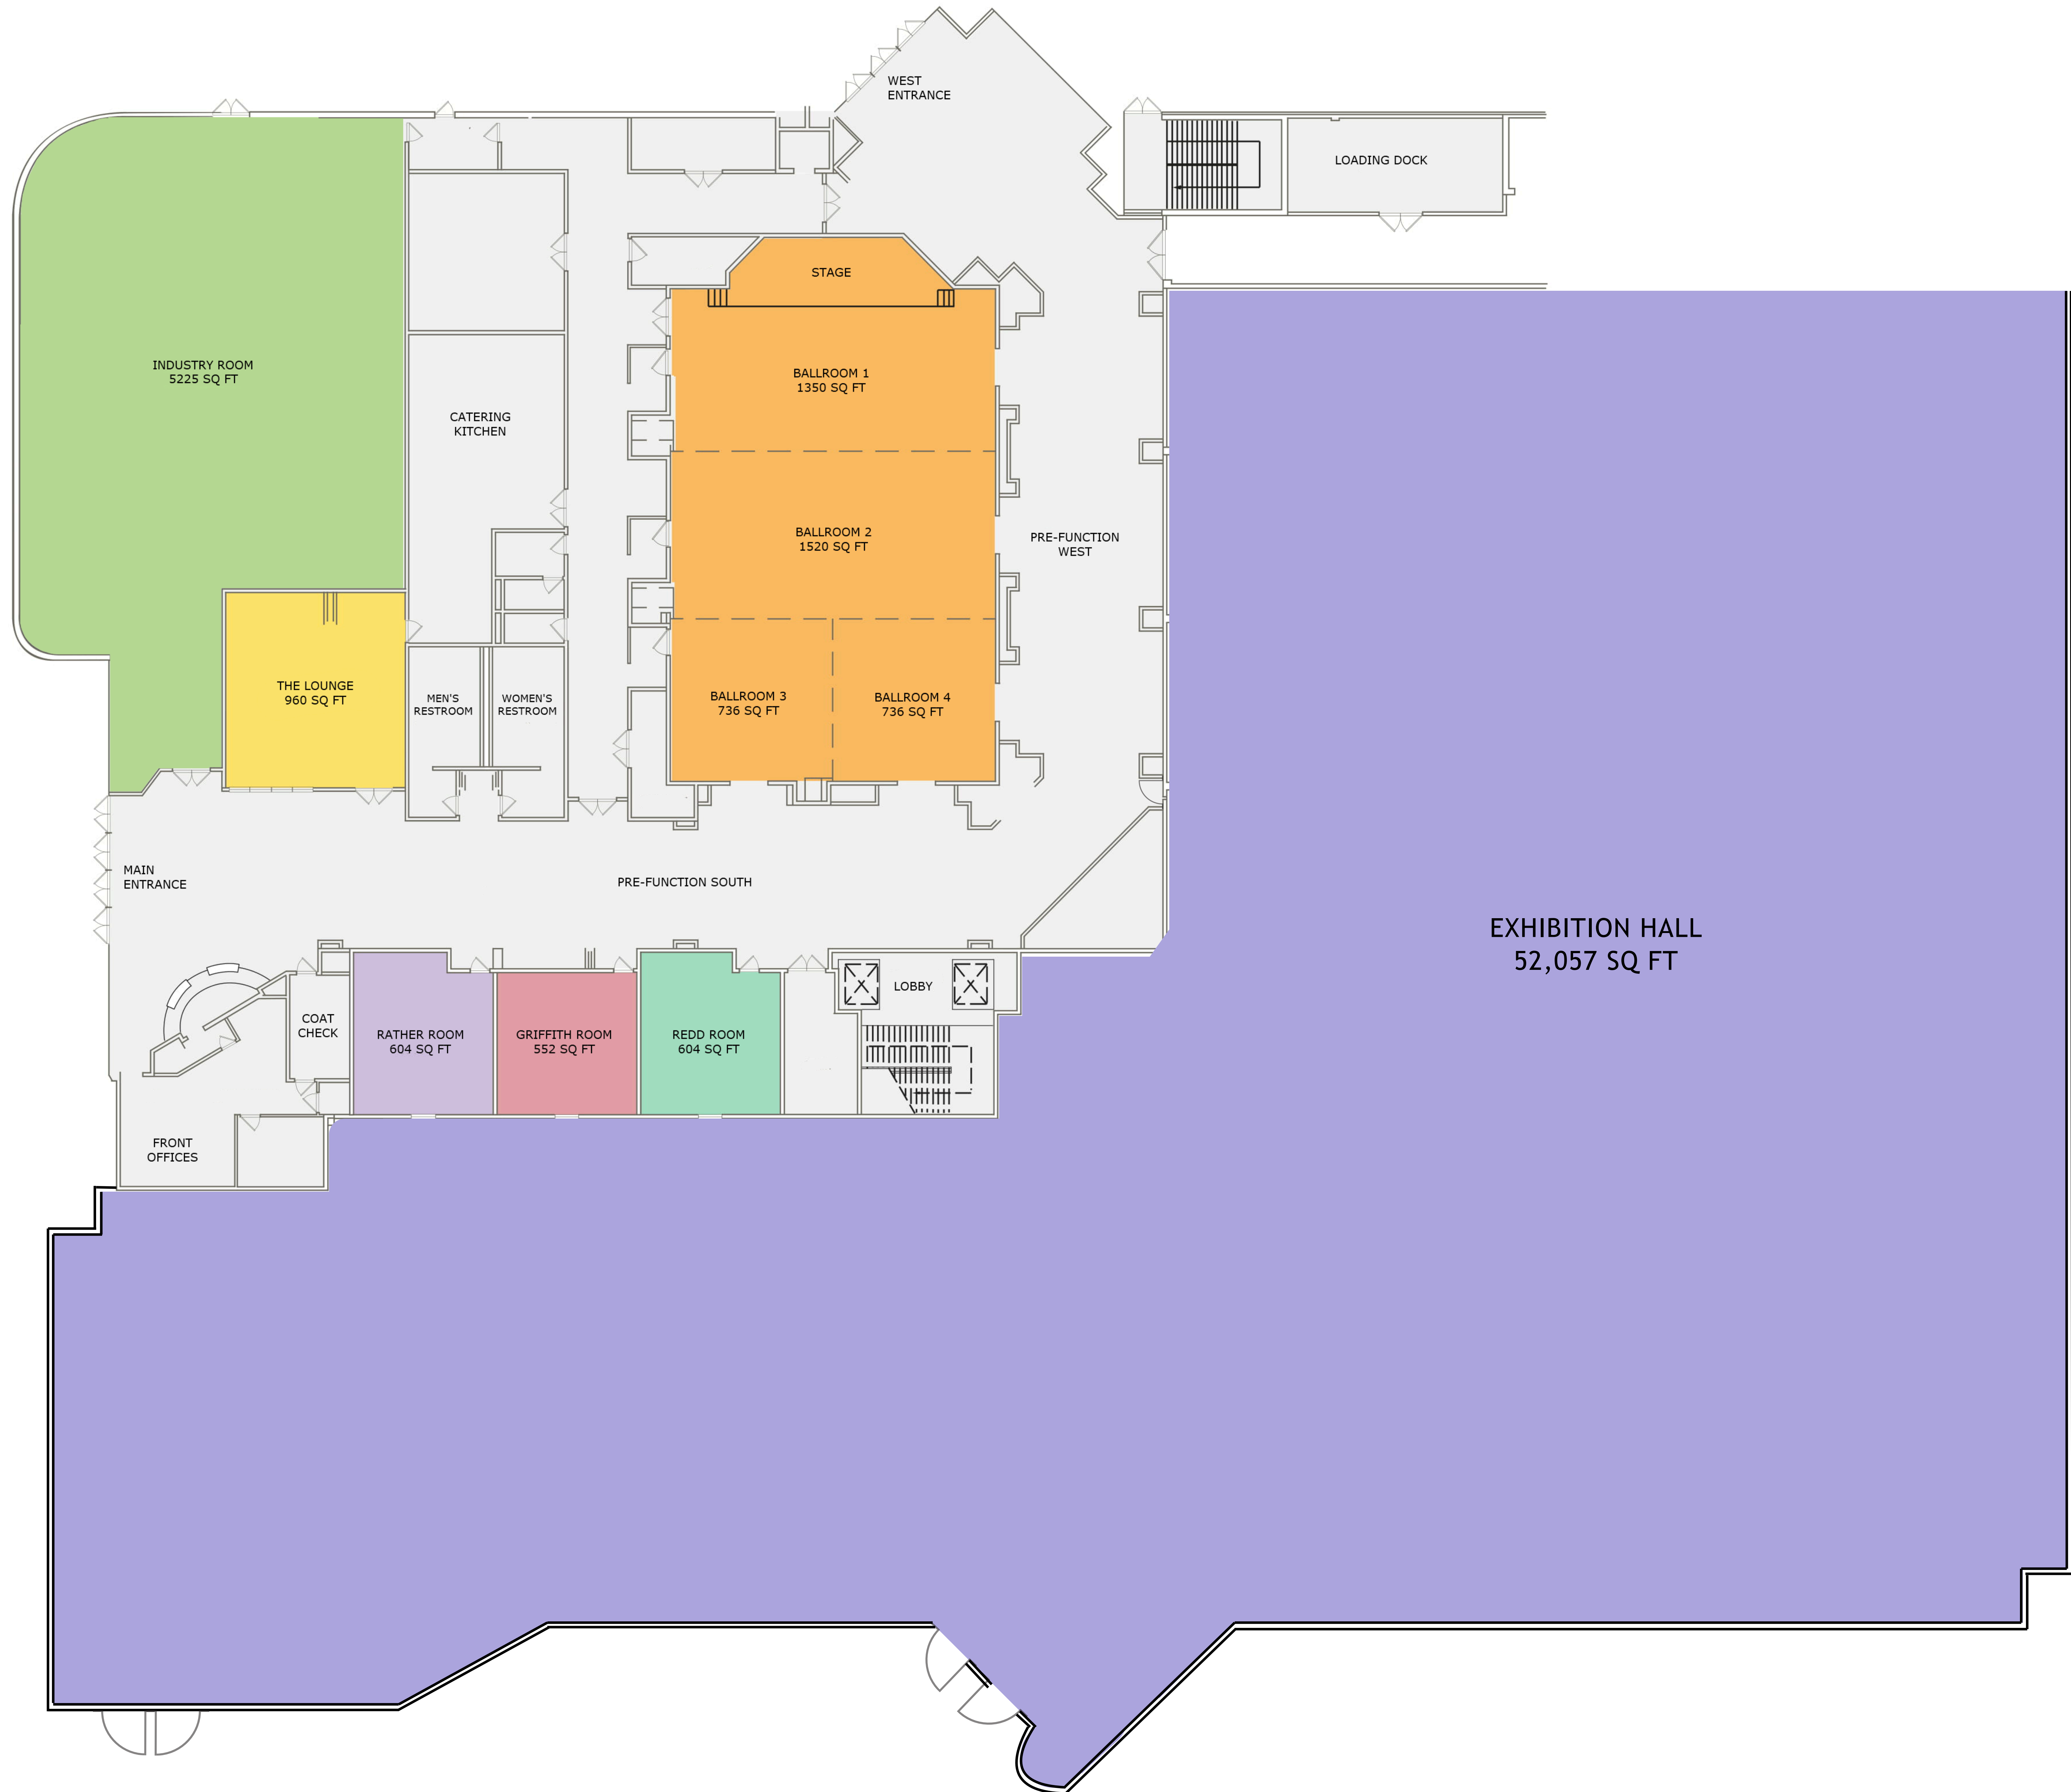 WEST
ENTRANCE
LOADING DOCK
STAGE
INDUSTRY ROOM
5225 SQ FT
BALLROOM 1
1350 SQ FT
CATERING
KITCHEN
BALLROOM 2
1520 SQ FT
PRE-FUNCTION
WEST
THE LOUNGE
960 SQ FT
MEN'S
RESTROOM
WOMEN'S
RESTROOM
BALLROOM 3
736 SQ FT
BALLROOM 4
736 SQ FT
MAIN
ENTRANCE
PRE-FUNCTION SOUTH
EXHIBITION HALL
52,057 SQ FT
LOBBY
COAT
CHECK
RATHER ROOM
604 SQ FT
GRIFFITH ROOM
552 SQ FT
REDD ROOM
604 SQ FT
FRONT
OFFICES